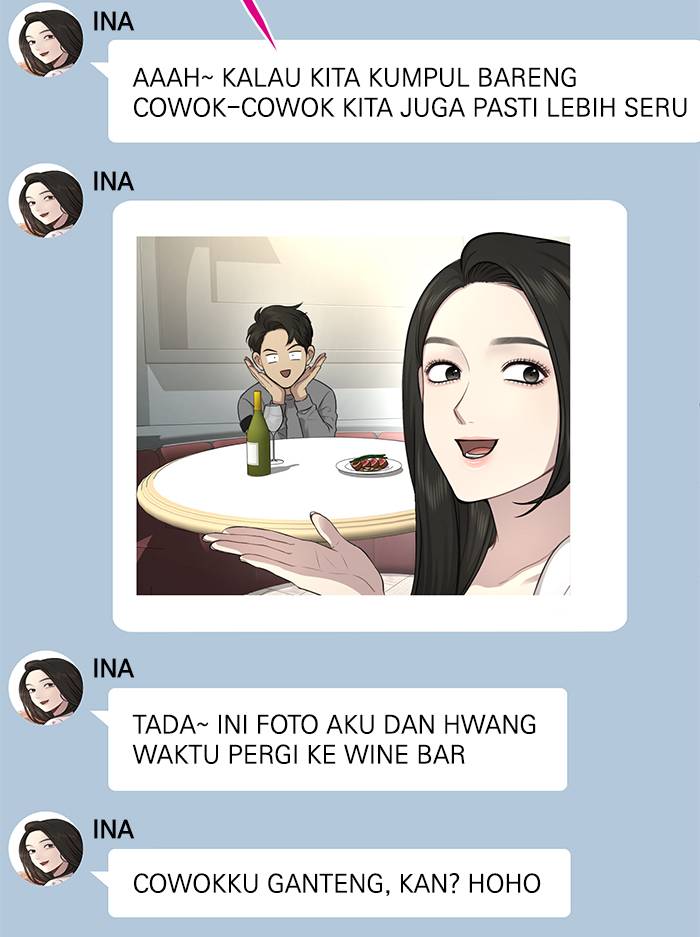 INA
AAAH~ KALAU KITA KUMPUL BARENG
COWOK-COWOK KITA JUGA PASTI LEBIH SERU
INA
INA
TADA~ INI FOTO AKU DAN HWANG
WAKTU PERGI KE WINE BAR
INA
COWOKKU GANTENG, KAN? HOHO